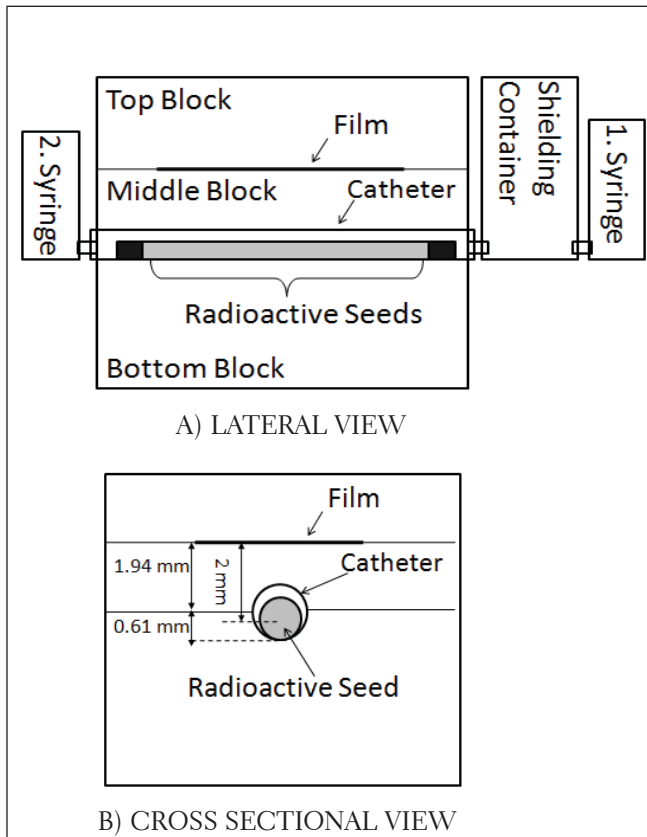 Top Block
Film
Middle Block
Catheter
2. Syringe
Shielding
Container
1. Syringe
Radioactive Seeds
Bottom Block
A) LATERAL VIEW
Film
1.94 mm
2 mm
Catheter
0.61 mm
Radioactive Seed
B) CROSS SECTIONAL VIEW